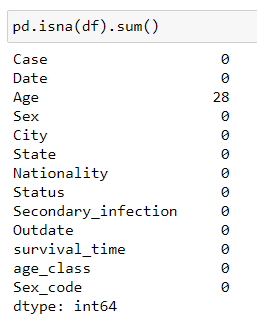 pd.isna(df).sum()
Case 0
Date 0
Age 28
Sex 0
City 0
State 0
Nationality 0
Status 0
Secondary_infection 0
Outdate 0
survival_time 0
age_class 0
Sex_code 0
dtype: int64